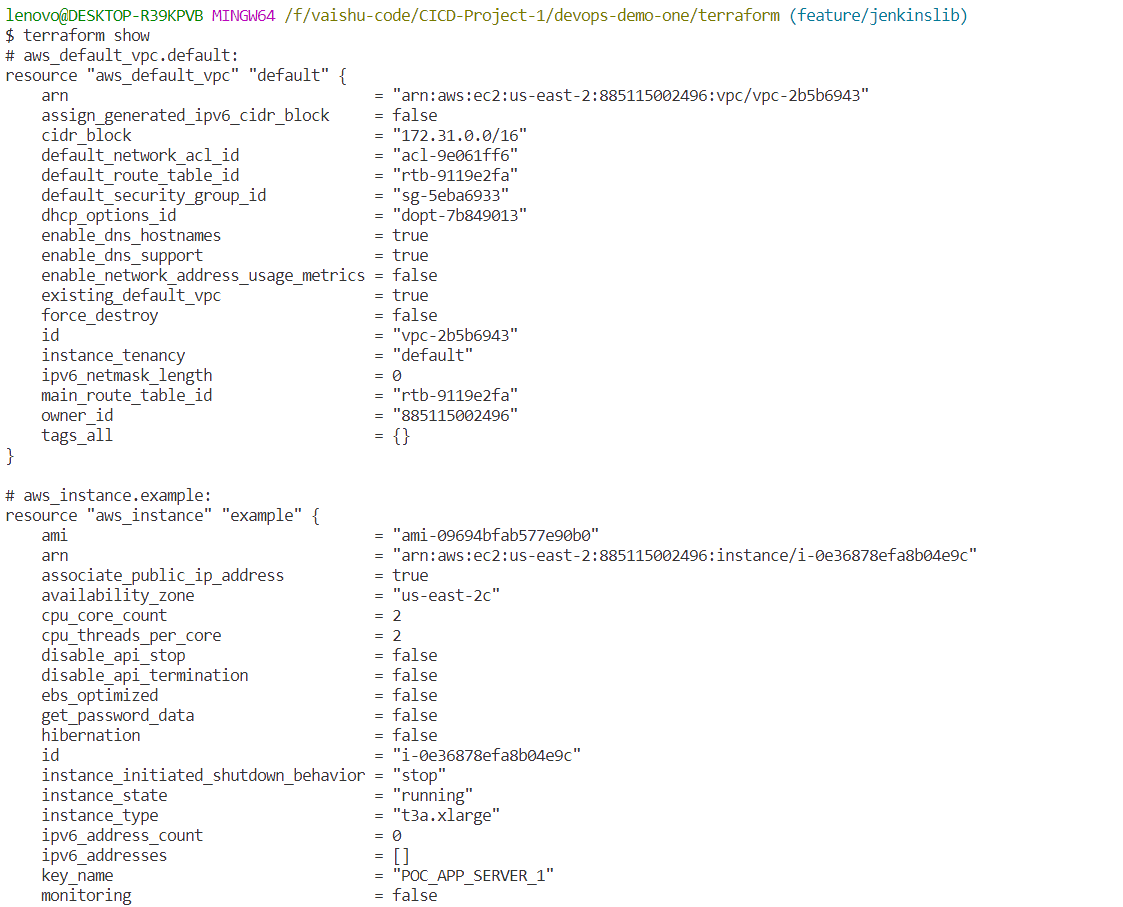 lenovo@DESKTOP-R39KPVB MINGW64 /f/vaishu-code/CICD-Project-1/devops-demo-one/terraform (feature/jenkinslib)
$ terraform show
# aws_default_vpc.default:
resource "aws_default_vpc" "default" {
    arn                                  = "arn:aws:ec2:us-east-2:885115002496:vpc/vpc-2b5b6943"
    assign_generated_ipv6_cidr_block     = false
    cidr_block                           = "172.31.0.0/16"
    default_network_acl_id               = "acl-9e061ff6"
    default_route_table_id               = "rtb-9119e2fa"
    default_security_group_id            = "sg-5eba6933"
    dhcp_options_id                      = "dopt-7b849013"
    enable_dns_hostnames                 = true
    enable_dns_support                   = true
    enable_network_address_usage_metrics = false
    existing_default_vpc                 = true
    force_destroy                        = false
    id                                   = "vpc-2b5b6943"
    instance_tenancy                     = "default"
    ipv6_netmask_length                  = 0
    main_route_table_id                  = "rtb-9119e2fa"
    owner_id                             = "885115002496"
    tags_all                             = {}
}

# aws_instance.example:
resource "aws_instance" "example" {
    ami                                  = "ami-09694bfab577e90b0"
    arn                                  = "arn:aws:ec2:us-east-2:885115002496:instance/i-0e36878efa8b04e9c"
    associate_public_ip_address          = true
    availability_zone                    = "us-east-2c"
    cpu_core_count                       = 2
    cpu_threads_per_core                 = 2
    disable_api_stop                     = false
    disable_api_termination              = false
    ebs_optimized                        = false
    get_password_data                    = false
    hibernation                          = false
    id                                   = "i-0e36878efa8b04e9c"
    instance_initiated_shutdown_behavior = "stop"
    instance_state                       = "running"
    instance_type                        = "t3a.xlarge"
    ipv6_address_count                   = 0
    ipv6_addresses                       = []
    key_name                             = "POC_APP_SERVER_1"
    monitoring                           = false